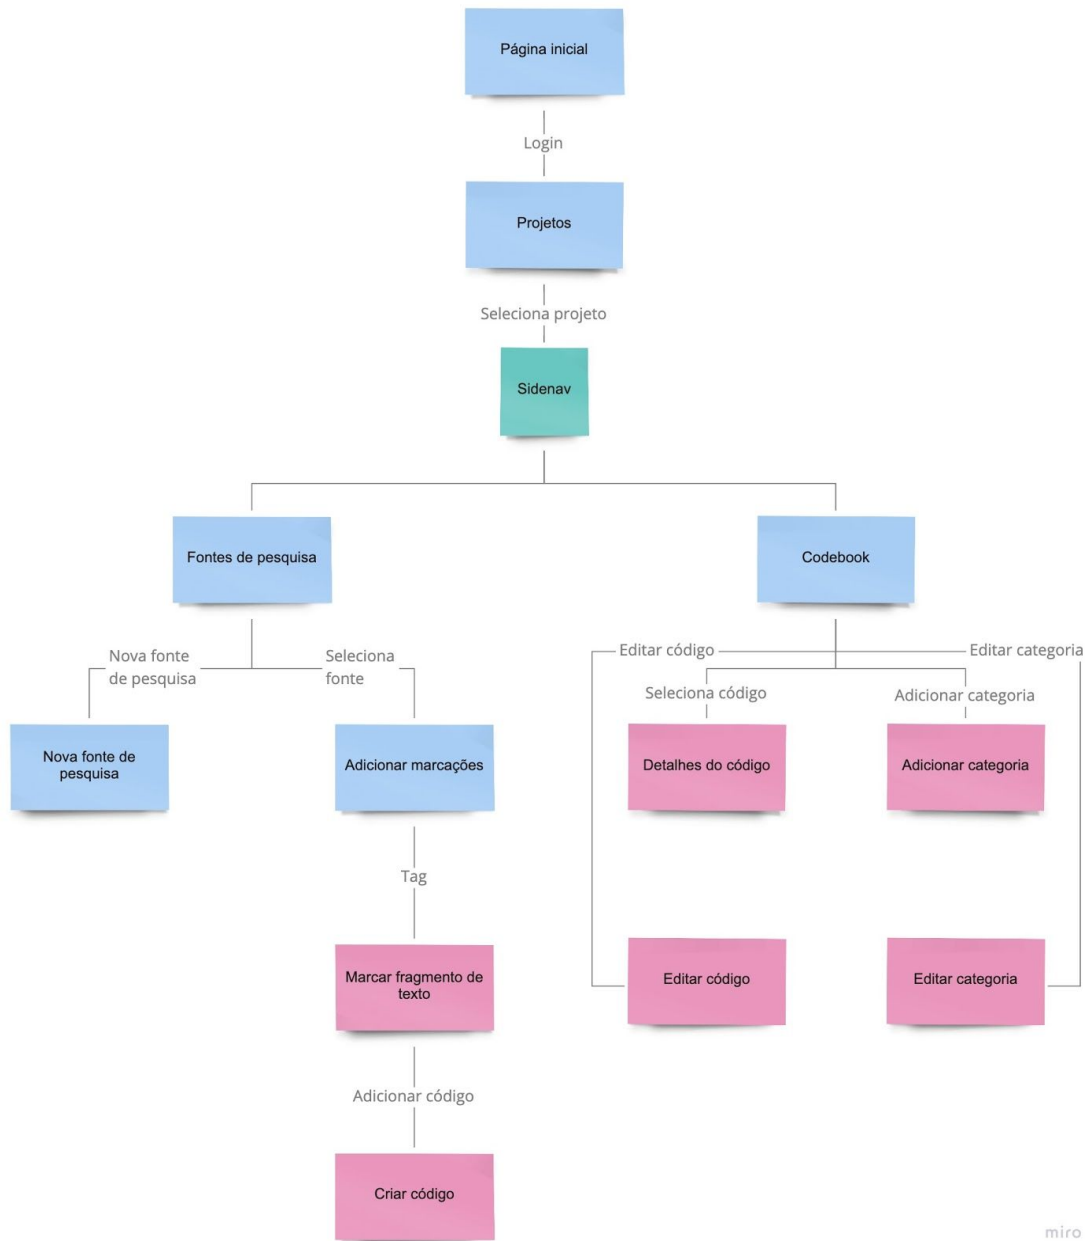 Página inicial
Login
Projetos
Seleciona projeto
Sidenav
Fontes de pesquisa
Codebook
Nova fonte
de pesquisa
Seleciona
fonte
Editar código
Editar categoria
Seleciona código
Adicionar categoria
Nova fonte de
pesquisa
Adicionar marcações
Detalhes do código
Adicionar categoria
Tag
Marcar fragmento de
texto
Editar código
Editar categoria
Adicionar código
Criar código
miro